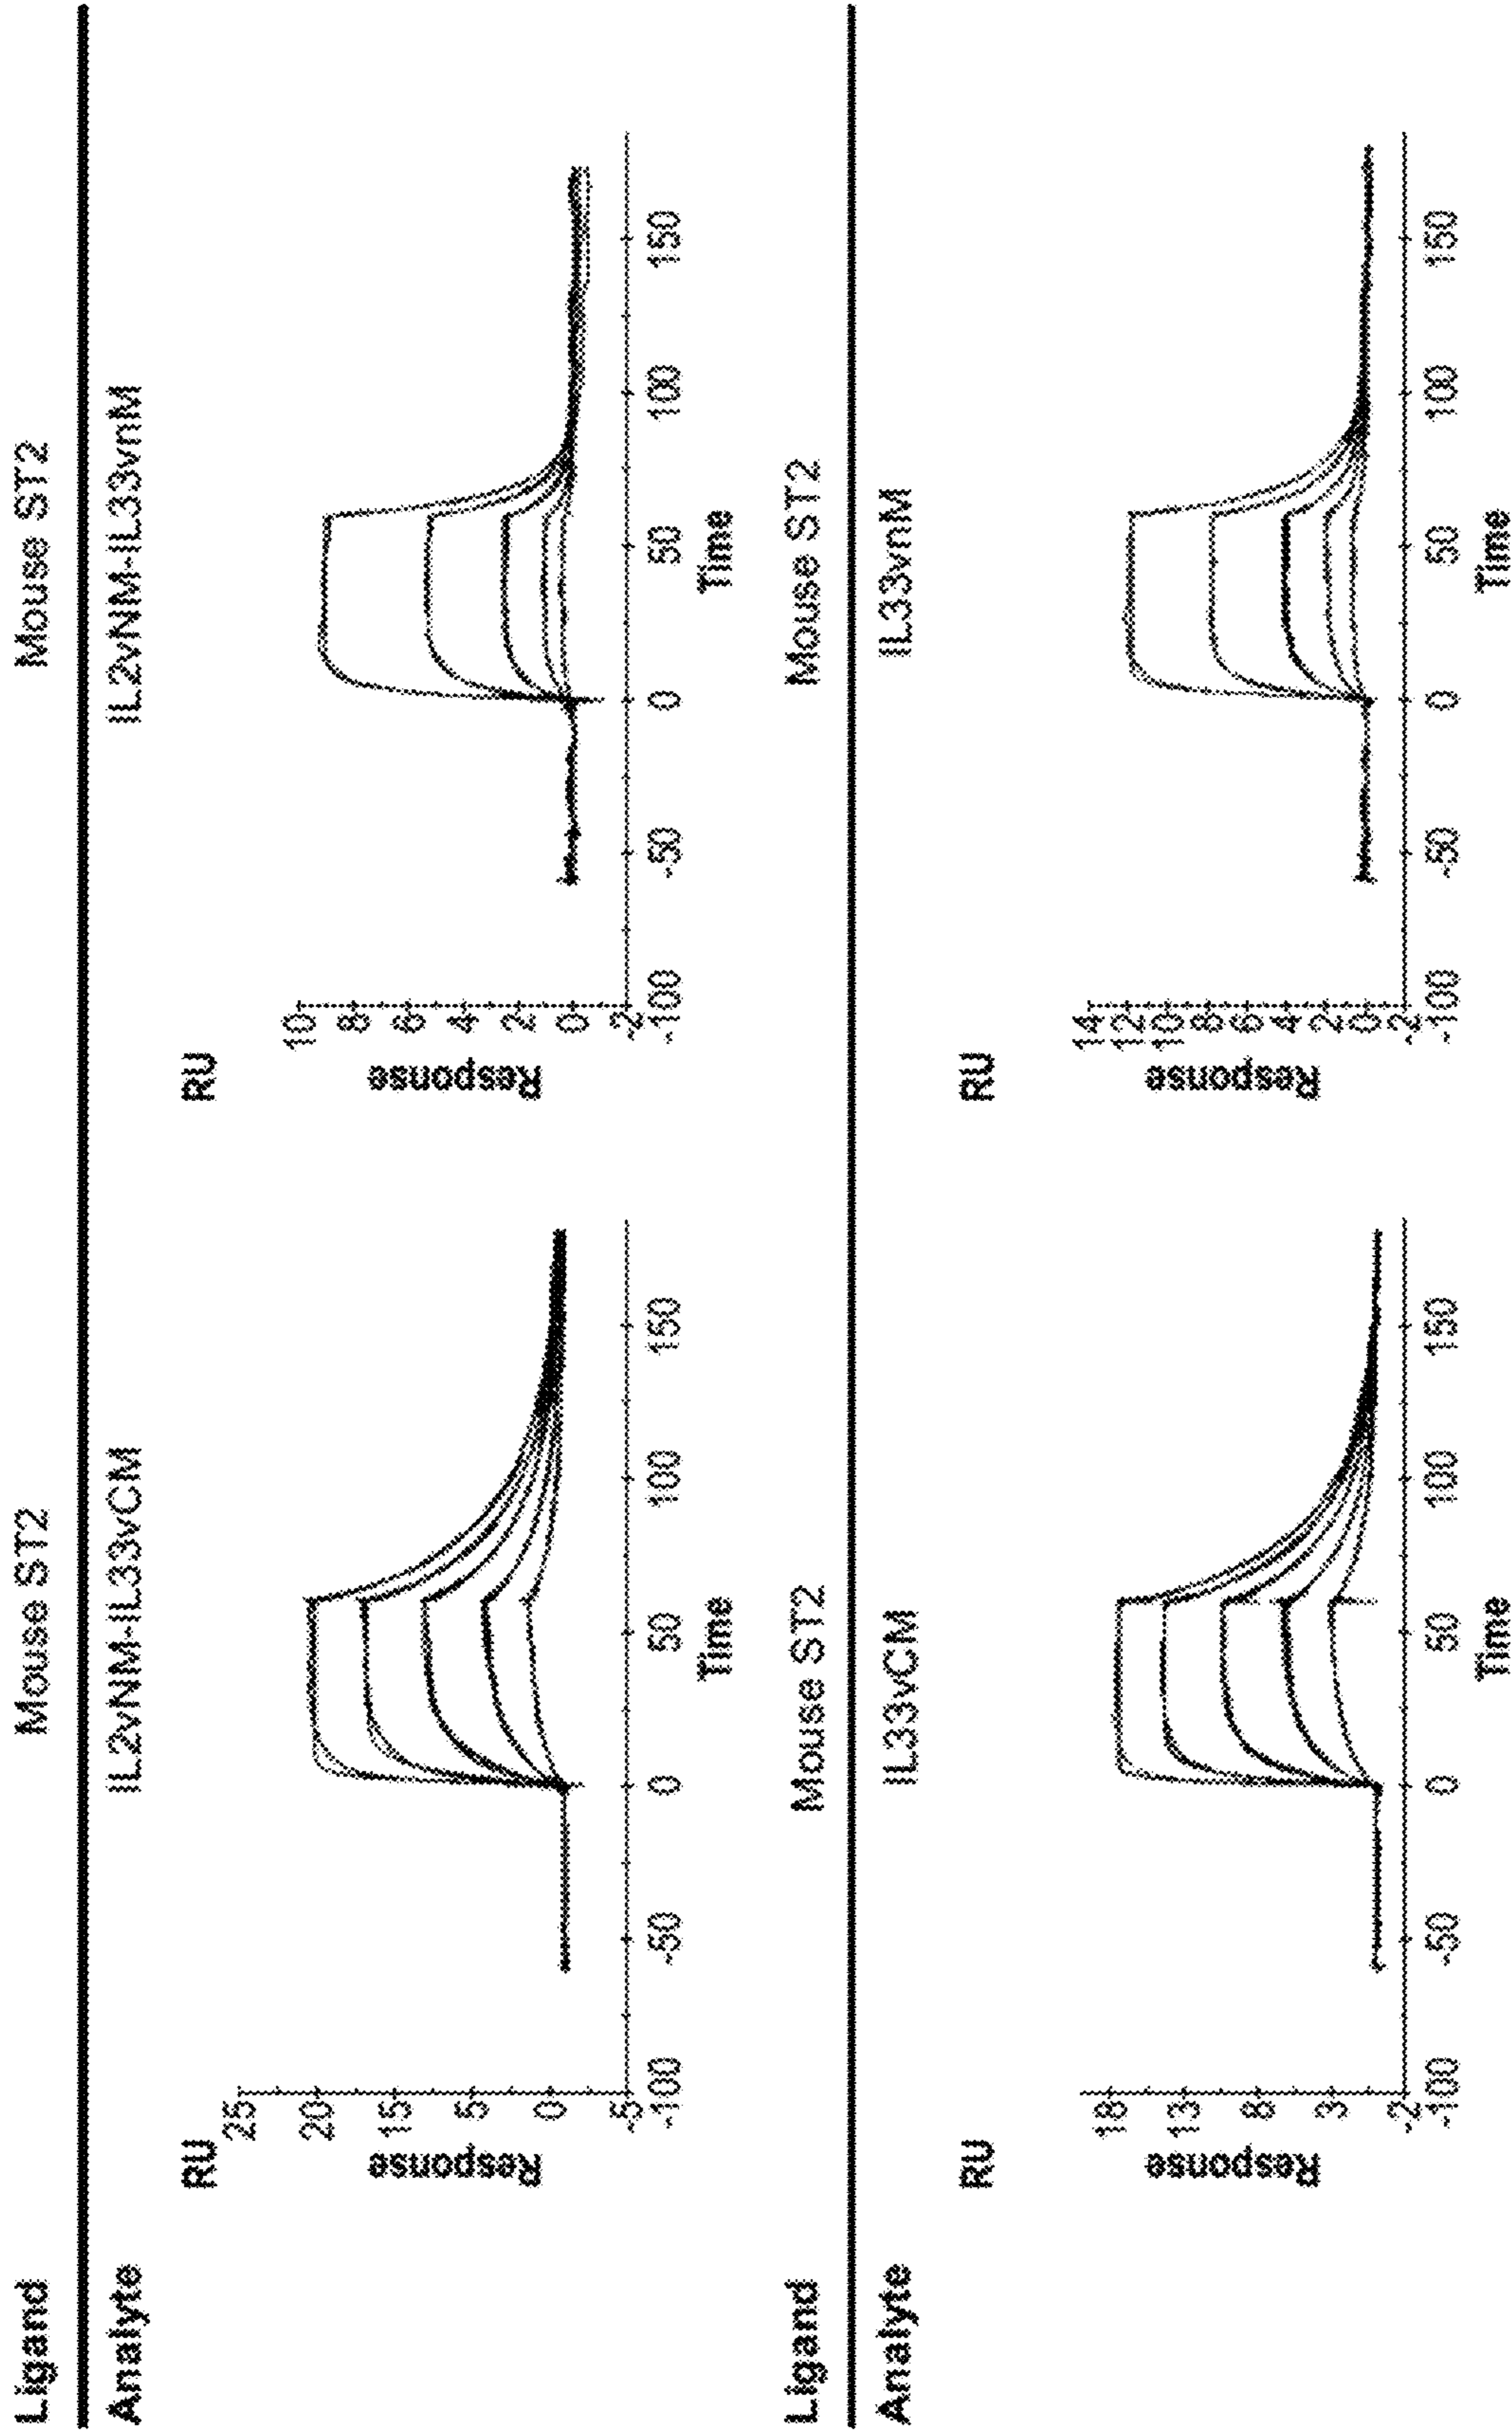 Ligand Mouse ST2 Mouse ST2
Analyte IL2vNM-IL33vCM IL2vNM-IL33vnM
RU
25
20
15
5
0
-5
Response
-100 -50 0 50 100 150
Time
RU
10
8
6
4
2
0
-2
Response
-100 -50 0 50 100 150
Time
Ligand Mouse ST2 Mouse ST2
Analyte IL33vCM IL33vnM
RU
18
13
8
3
-2
Response
-100 -50 0 50 100 150
Time
RU
14
12
10
8
6
4
2
0
-2
Response
-100 -50 0 50 100 150
Time